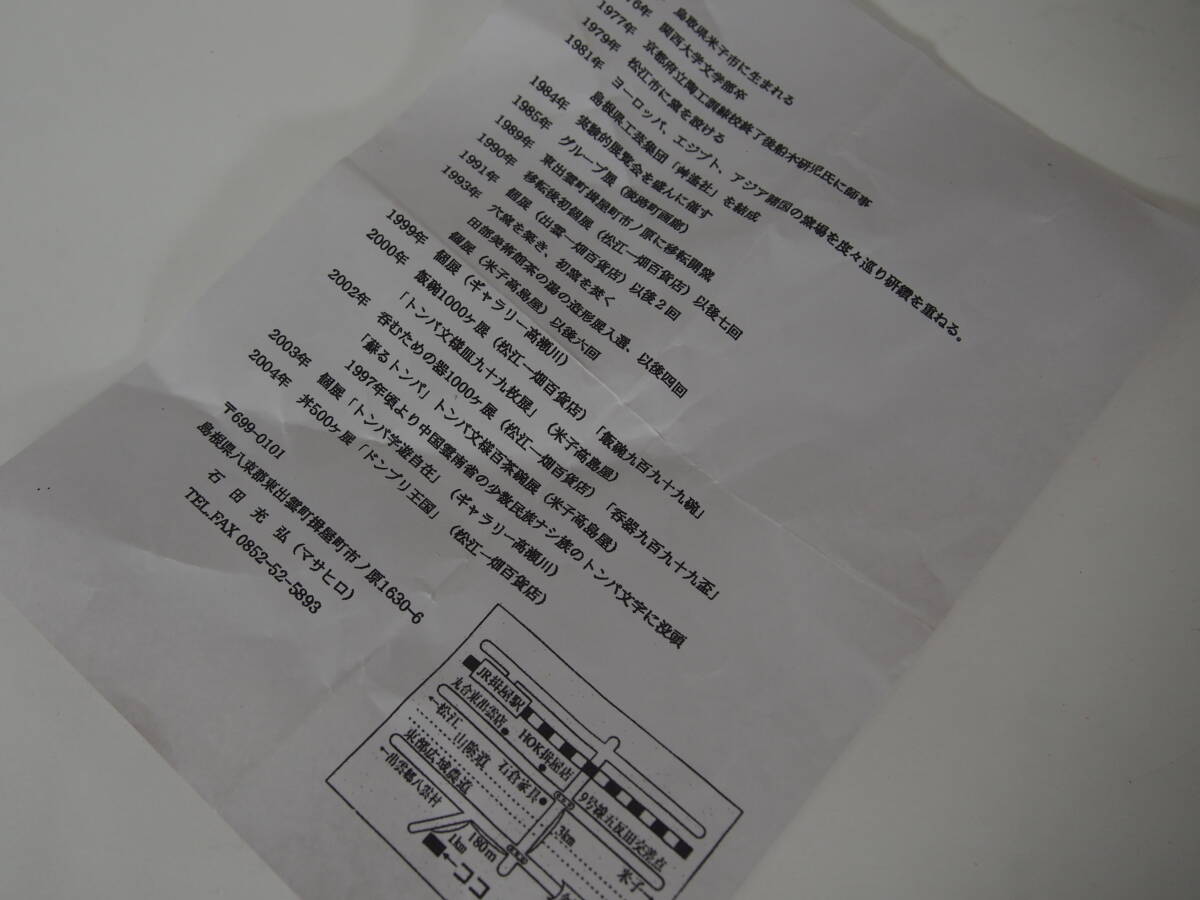 鳥取県米子市に生まれる
76年 関西大学文学部卒
1977年 京都府立陶工訓練校終了後船木研児氏に師事
1979年 松江市に窯を設ける
1981年 ヨーロッパ、エジプト、アジア諸国の窯場を度々巡り研鑽を重ねる。
島根県工芸集団「艸滥社」を結成
1984年 実験的展覧会を盛んに催す
1985年 グループ展（淡路町画廊）
1989年 東出雲町揖屋町市ノ原に移転開窯
1990年 移転後初個展（松江一畑百貨店）以後七回
1991年 個展（出雲一畑百貨店）以後2回
1993年 穴窯を築き、初窯を焚く
田部美術館茶の湯の造形展入選、以後四回
個展（米子高島屋）以後六回
1999年 個展（ギャラリー高瀬川）
2000年 飯碗1000ヶ展（松江一畑百貨店）「飯碗九百九十九碗」
「トンパ文様皿九十九枚展」（米子高島屋）
2002年 呑むための器1000ヶ展（松江一畑百貨店）「呑器九百九十九盃」
「蘇るトンパ」トンパ文様百茶碗展（米子高島屋）
1997年頃より中国雲南省の少数民族ナシ族のトンパ文字に没頭
2003年 個展「トンパ字遊自在」（ギャラリー高瀬川）
2004年 丼500ヶ展「ドンブリ王国」（松江一畑百貨店）
〒699-0101
島根県八束郡東出雲町揖屋町市ノ原1630-6
石田充弘（マサヒロ）
TEL.FAX 0852-52-5893
JR揖屋駅
丸合東出雲店
HOK揖屋店
9号線五反田交差点
←松江 山陰道 石倉家具
3km
米子→
東部広域農道
←出雲郷八雲村
180m
1km
←ココ